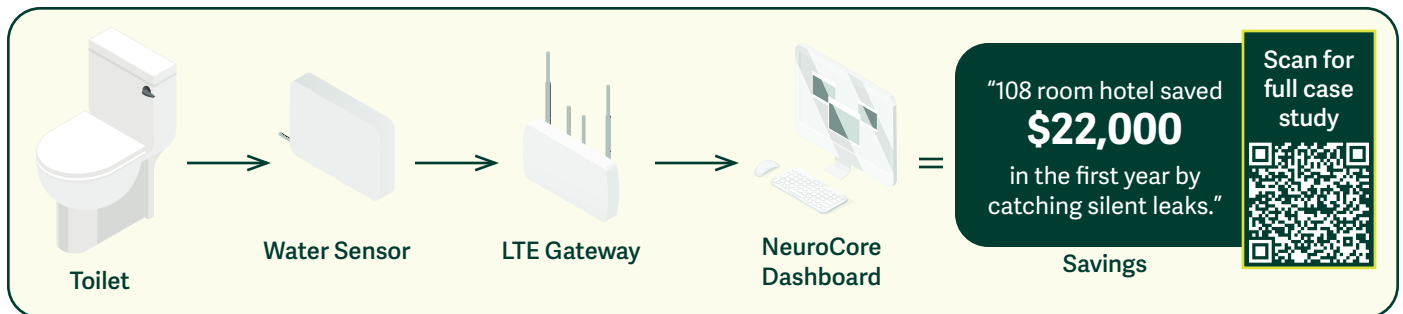 Toilet
Water Sensor
LTE Gateway
NeuroCore
Dashboard
“108 room hotel saved
$22,000
in the first year by
catching silent leaks.”
Savings
Scan for
full case
study